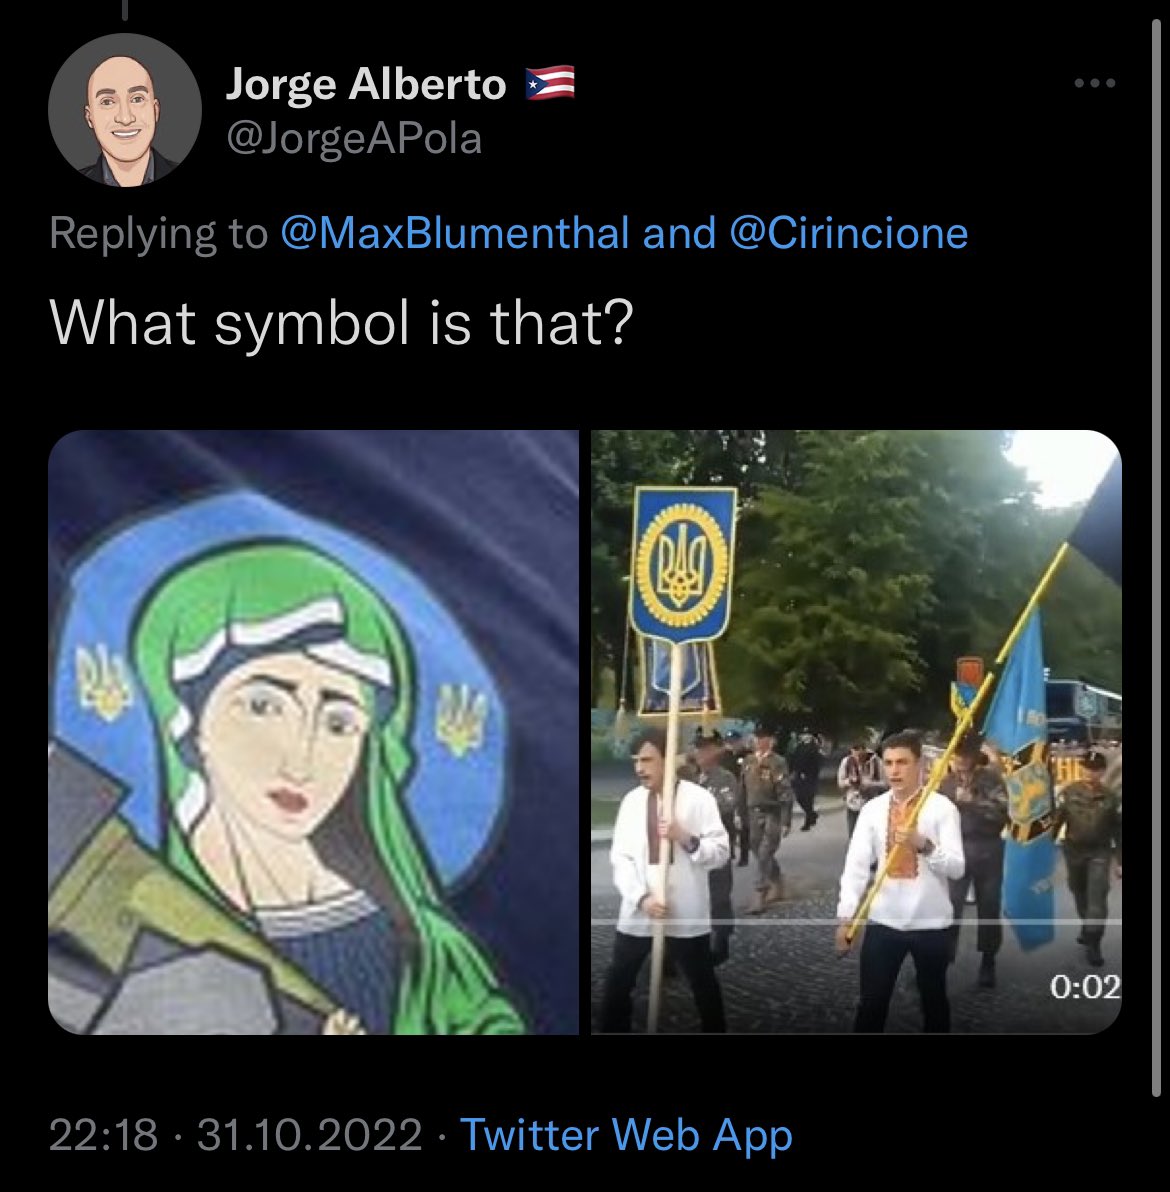 Jorge Alberto
@JorgeAPola
Replying to @MaxBlumenthal and @Cirincione
What symbol is that?
0:02
22:18 · 31.10.2022 · Twitter Web App